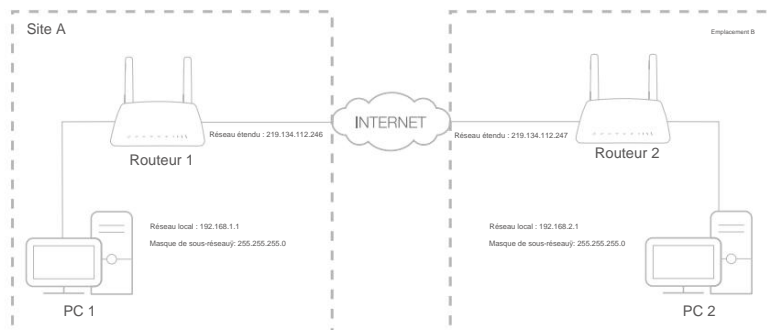 Site A
Emplacement B
INTERNET
Réseau étendu : 219.134.112.246
Réseau étendu : 219.134.112.247
Routeur 1
Routeur 2
Réseau local : 192.168.1.1
Masque de sous-réseauÿ: 255.255.255.0
Réseau local : 192.168.2.1
Masque de sous-réseauÿ: 255.255.255.0
PC 1
PC 2